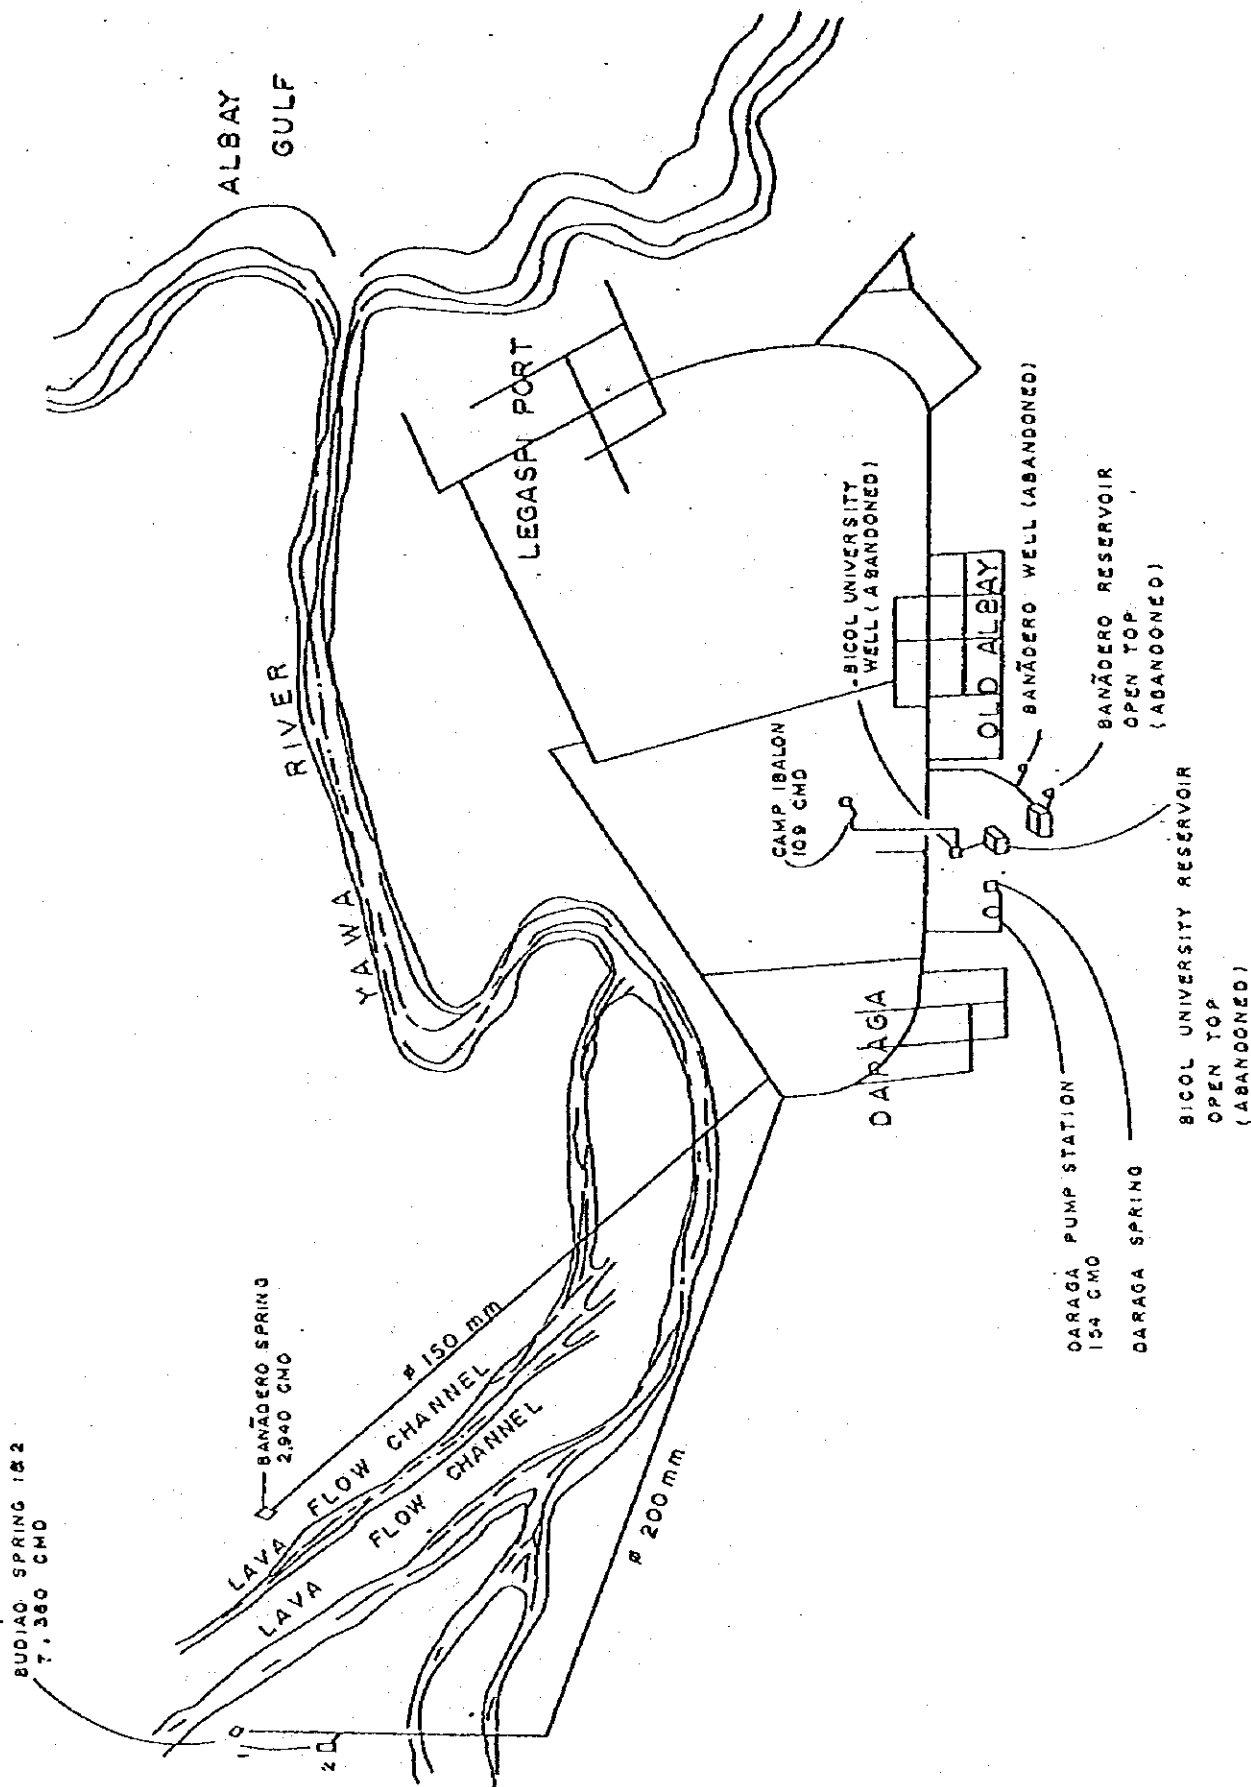 ALBAY
GULF
YAWA RIVER
LEGASPI PORT
BUDIAO SPRING 1&2
7,380 CMD
1
2
BAÑADERO SPRING
2,940 CMD
LAVA FLOW CHANNEL
LAVA FLOW CHANNEL
ø 150 mm
ø 200 mm
CAMP IBALON
109 CMD
BICOL UNIVERSITY
WELL (ABANDONED)
DARAGA
OLD ALBAY
BAÑADERO WELL (ABANDONED)
BAÑADERO RESERVOIR
OPEN TOP
(ABANDONED)
BICOL UNIVERSITY RESERVOIR
OPEN TOP
(ABANDONED)
DARAGA PUMP STATION
154 CMD
DARAGA SPRING